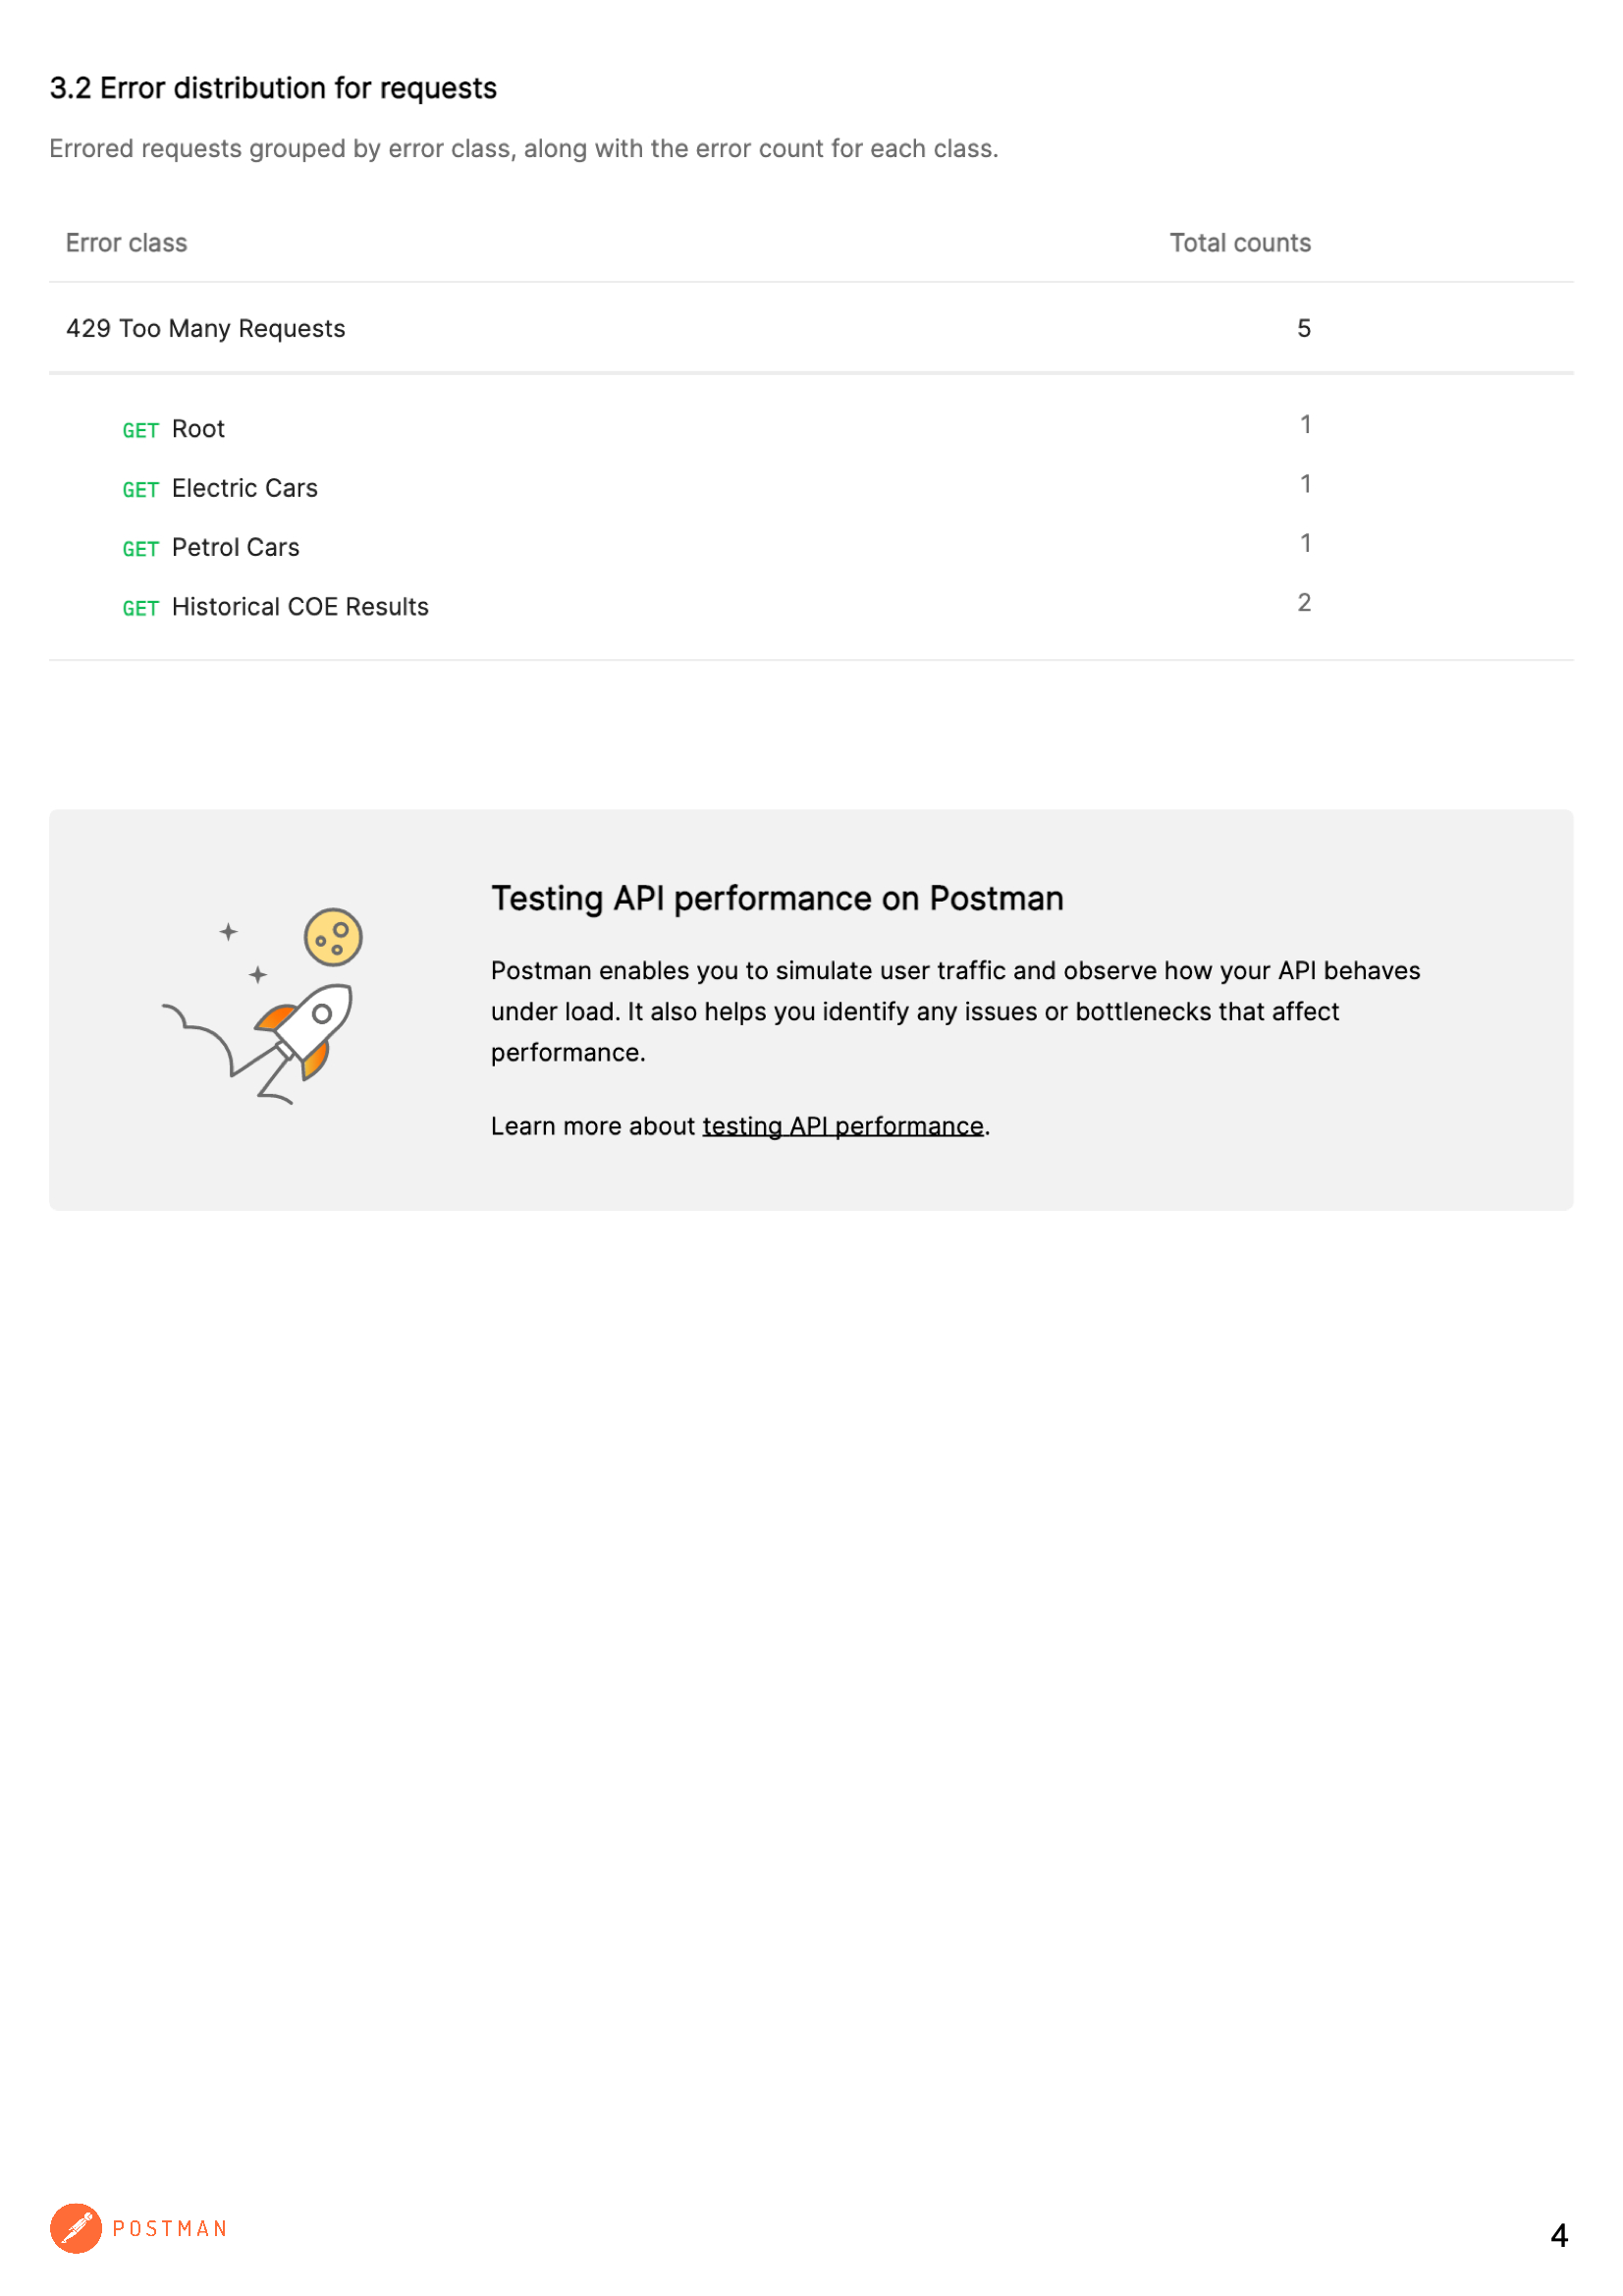 3.2 Error distribution for requests
Errored requests grouped by error class, along with the error count for each class.
Error class Total counts
429 Too Many Requests 5
GET Root 1
GET Electric Cars 1
GET Petrol Cars 1
GET Historical COE Results 2
Testing API performance on Postman
Postman enables you to simulate user traffic and observe how your API behaves
under load. It also helps you identify any issues or bottlenecks that affect
performance.
Learn more about testing API performance.
POSTMAN
4